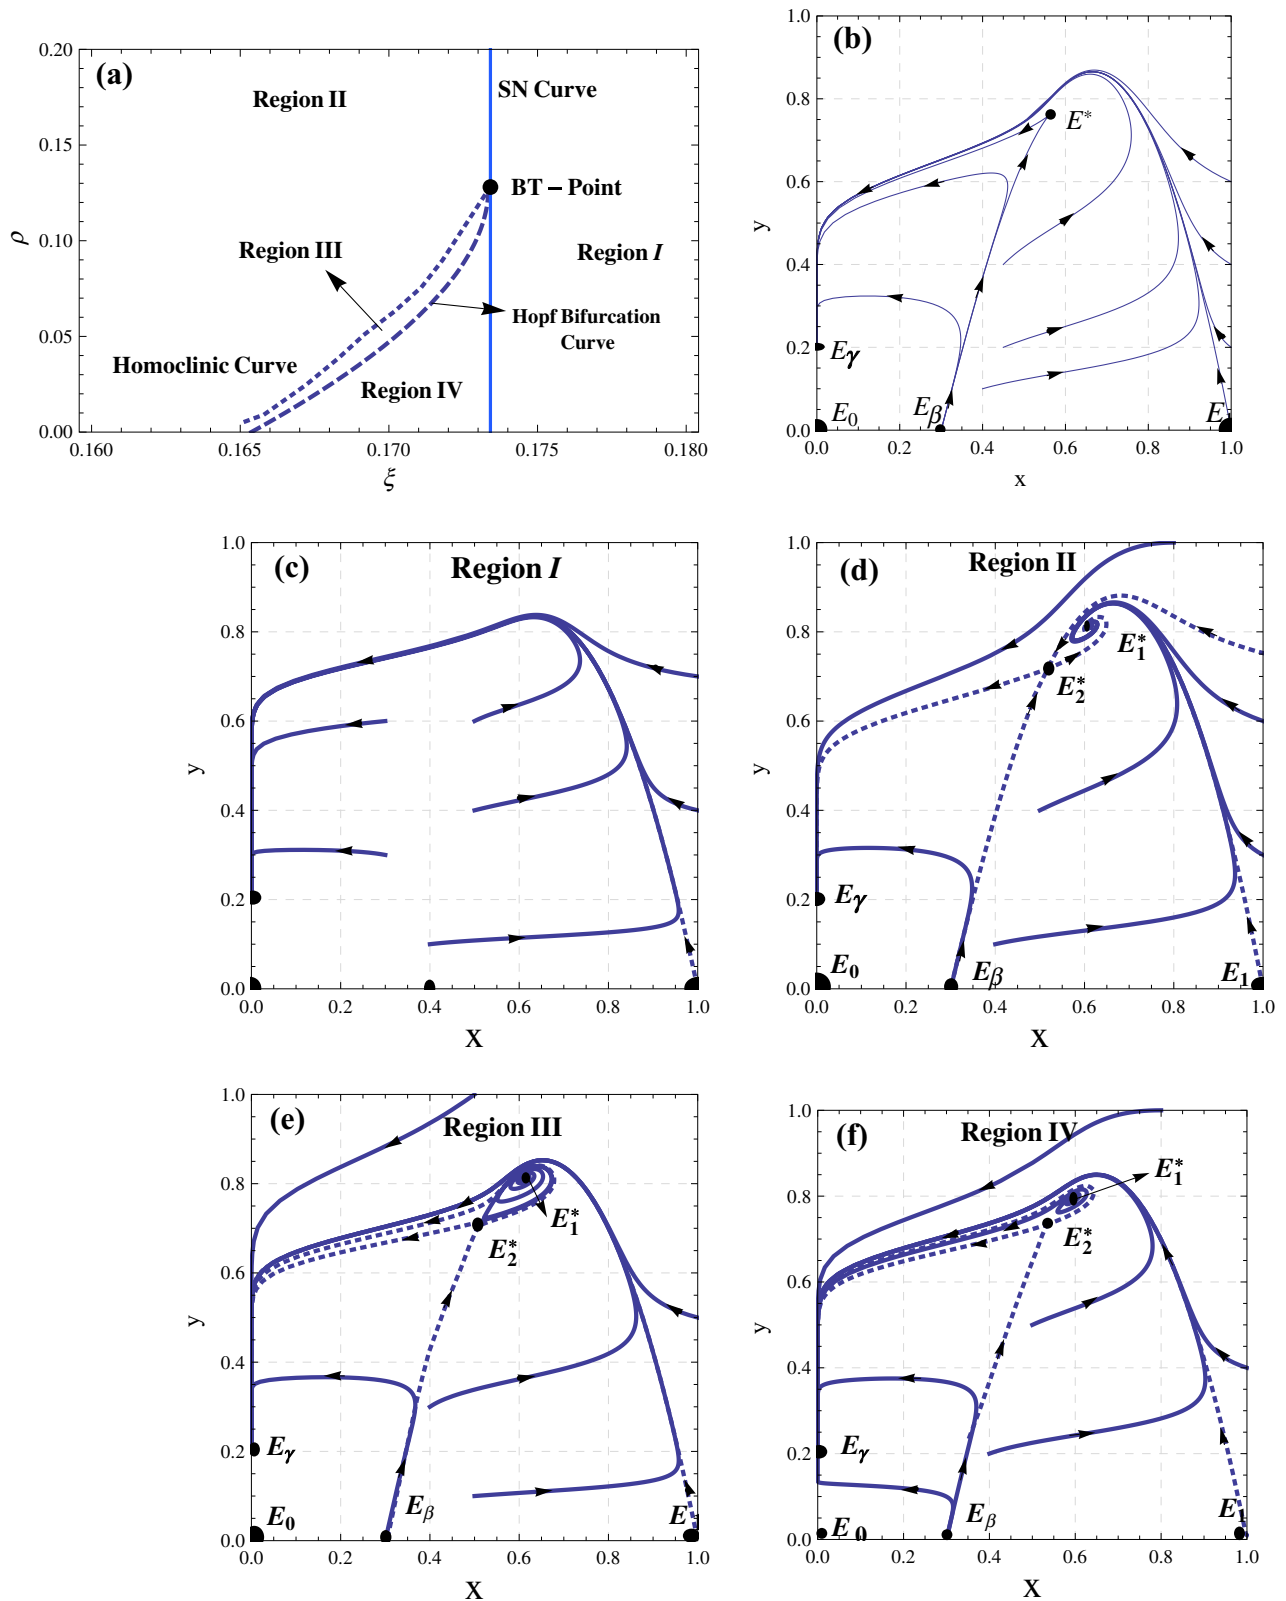 (a)
Region II
SN Curve
BT – Point
Region III
Region I
Hopf Bifurcation
Curve
Homoclinic Curve
Region IV
0.20
0.15
0.10
0.05
0.00
ρ
0.160
0.165
0.170
0.175
0.180
ξ
(b)
E*
Eγ
E0
Eβ
E
1.0
0.8
0.6
0.4
0.2
0.0
y
0.0
0.2
0.4
0.6
0.8
1.0
x
(c)
Region I
1.0
0.8
0.6
0.4
0.2
0.0
y
0.0
0.2
0.4
0.6
0.8
1.0
X
(d)
Region II
E1*
E2*
Eγ
E0
Eβ
E1
1.0
0.8
0.6
0.4
0.2
0.0
y
0.0
0.2
0.4
0.6
0.8
1.0
X
(e)
Region III
E1*
E2*
Eγ
E0
Eβ
E
1.0
0.8
0.6
0.4
0.2
0.0
y
0.0
0.2
0.4
0.6
0.8
1.0
X
(f)
Region IV
E1*
E2*
Eγ
E0
Eβ
E1
1.0
0.8
0.6
0.4
0.2
0.0
y
0.0
0.2
0.4
0.6
0.8
1.0
X